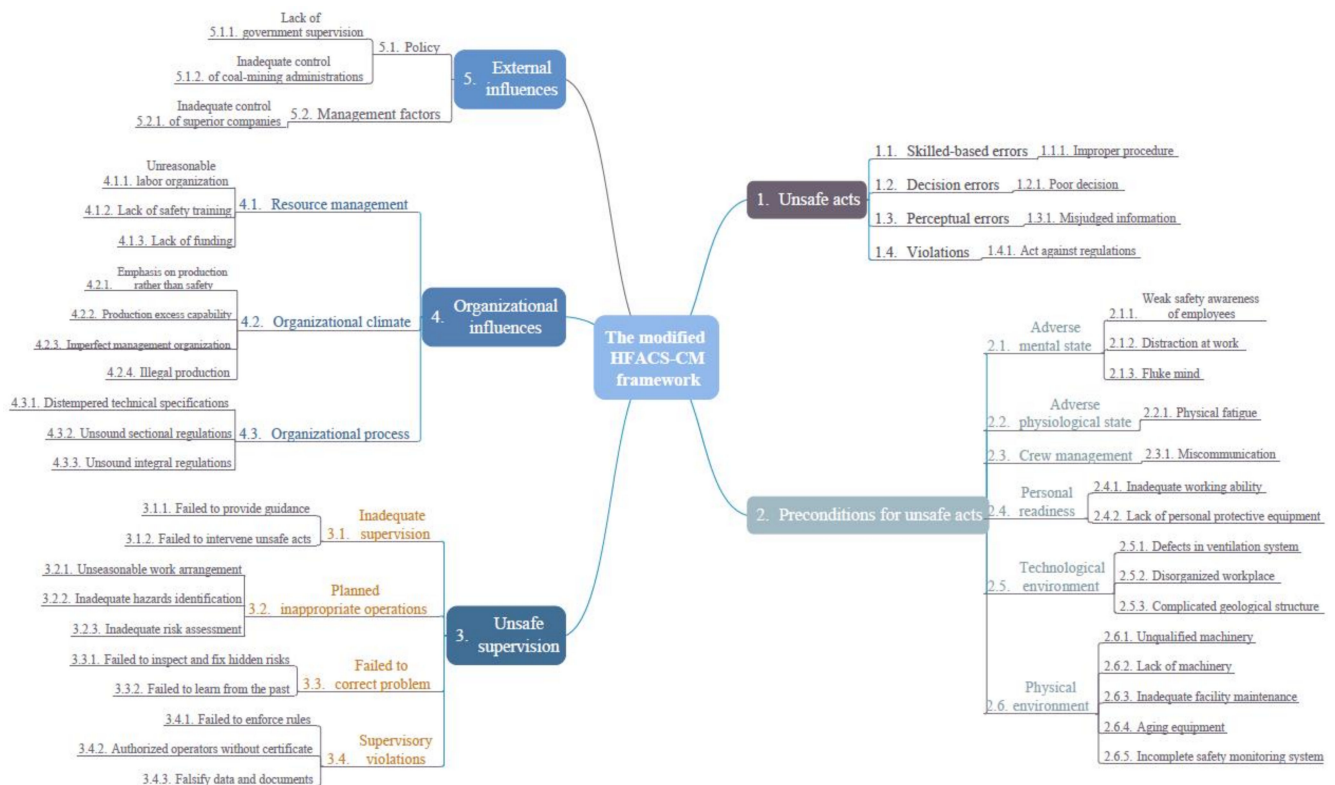 Lack of
5.1.1. government supervision
Inadequate control
5.1.2. of coal-mining administrations
5.1. Policy
Inadequate control
5.2.1. of superior companies
5.2. Management factors
5. External
influences
Unreasonable
4.1.1. labor organization
4.1.2. Lack of safety training
4.1.3. Lack of funding
4.1. Resource management
Emphasis on production
4.2.1. rather than safety
4.2.2. Production excess capability
4.2.3. Imperfect management organization
4.2.4. Illegal production
4.2. Organizational climate
4.3.1. Distempered technical specifications
4.3.2. Unsound sectional regulations
4.3.3. Unsound integral regulations
4.3. Organizational process
4. Organizational
influences
3.1.1. Failed to provide guidance
3.1.2. Failed to intervene unsafe acts
Inadequate
3.1. supervision
3.2.1. Unseasonable work arrangement
3.2.2. Inadequate hazards identification
3.2.3. Inadequate risk assessment
Planned
3.2. inappropriate operations
3.3.1. Failed to inspect and fix hidden risks
3.3.2. Failed to learn from the past
Failed to
3.3. correct problem
3.4.1. Failed to enforce rules
3.4.2. Authorized operators without certificate
3.4.3. Falsify data and documents
Supervisory
3.4. violations
3. Unsafe
supervision
The modified
HFACS-CM
framework
1. Unsafe acts
1.1. Skilled-based errors
1.1.1. Improper procedure
1.2. Decision errors
1.2.1. Poor decision
1.3. Perceptual errors
1.3.1. Misjudged information
1.4. Violations
1.4.1. Act against regulations
2. Preconditions for unsafe acts
Adverse
2.1. mental state
Weak safety awareness
2.1.1. of employees
2.1.2. Distraction at work
2.1.3. Fluke mind
Adverse
2.2. physiological state
2.2.1. Physical fatigue
2.3. Crew management
2.3.1. Miscommunication
Personal
2.4. readiness
2.4.1. Inadequate working ability
2.4.2. Lack of personal protective equipment
Technological
2.5. environment
2.5.1. Defects in ventilation system
2.5.2. Disorganized workplace
2.5.3. Complicated geological structure
Physical
2.6. environment
2.6.1. Unqualified machinery
2.6.2. Lack of machinery
2.6.3. Inadequate facility maintenance
2.6.4. Aging equipment
2.6.5. Incomplete safety monitoring system